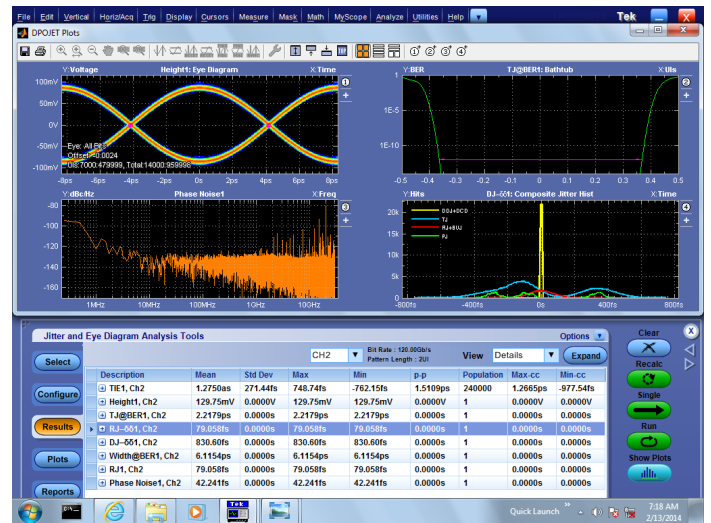 File Edit Vertical Horiz/Acq Trig Display Cursors Measure Mask Math MyScope Analyze Utilities Help Tek
DPOJET Plots
Y:Voltage Height1: Eye Diagram X:Time
100mV
50mV
0V
-50mV
-100mV
Eye: All Bits
Offset:-0.0024
UIs:7000:479999, Total:14000:959998
-8ps -6ps -4ps -2ps 0s 2ps 4ps 6ps 8ps
1
Y:BER TJ@BER1: Bathtub X:UIs
1
1E-5
1E-10
-0.5 -0.4 -0.3 -0.2 -0.1 0.0 0.1 0.2 0.3 0.4 0.5
2
Y:dBc/Hz Phase Noise1 X:Freq
-80
-100
-120
-140
-160
1MHz 10MHz 100MHz 1GHz 10GHz
3
Y:Hits DJ–δδ1: Composite Jitter Hist X:Time
20k
15k
10k
5k
0
DDJ+DCD
TJ
RJ+BUJ
PJ
-800fs -400fs 0s 400fs 800fs
4
Jitter and Eye Diagram Analysis Tools Options
CH2 Bit Rate : 120.00Gb/s
Pattern Length : 2UI
View Details Expand
Select
Configure
Results
Plots
Reports
Description Mean Std Dev Max Min p-p Population Max-cc Min-cc
TIE1, Ch2 1.2750as 271.44fs 748.74fs -762.15fs 1.5109ps 240000 1.2665ps -977.54fs
Height1, Ch2 129.75mV 0.0000V 129.75mV 129.75mV 0.0000V 1 0.0000V 0.0000V
TJ@BER1, Ch2 2.2179ps 0.0000s 2.2179ps 2.2179ps 0.0000s 1 0.0000s 0.0000s
RJ–δδ1, Ch2 79.058fs 0.0000s 79.058fs 79.058fs 0.0000s 1 0.0000s 0.0000s
DJ–δδ1, Ch2 830.60fs 0.0000s 830.60fs 830.60fs 0.0000s 1 0.0000s 0.0000s
Width@BER1, Ch2 6.1154ps 0.0000s 6.1154ps 6.1154ps 0.0000s 1 0.0000s 0.0000s
RJ1, Ch2 79.058fs 0.0000s 79.058fs 79.058fs 0.0000s 1 0.0000s 0.0000s
Phase Noise1, Ch2 42.241fs 0.0000s 42.241fs 42.241fs 0.0000s 1 0.0000s 0.0000s
Clear
Recalc
Single
Run
Show Plots
Tek
Quick Launch
7:18 AM
2/13/2014